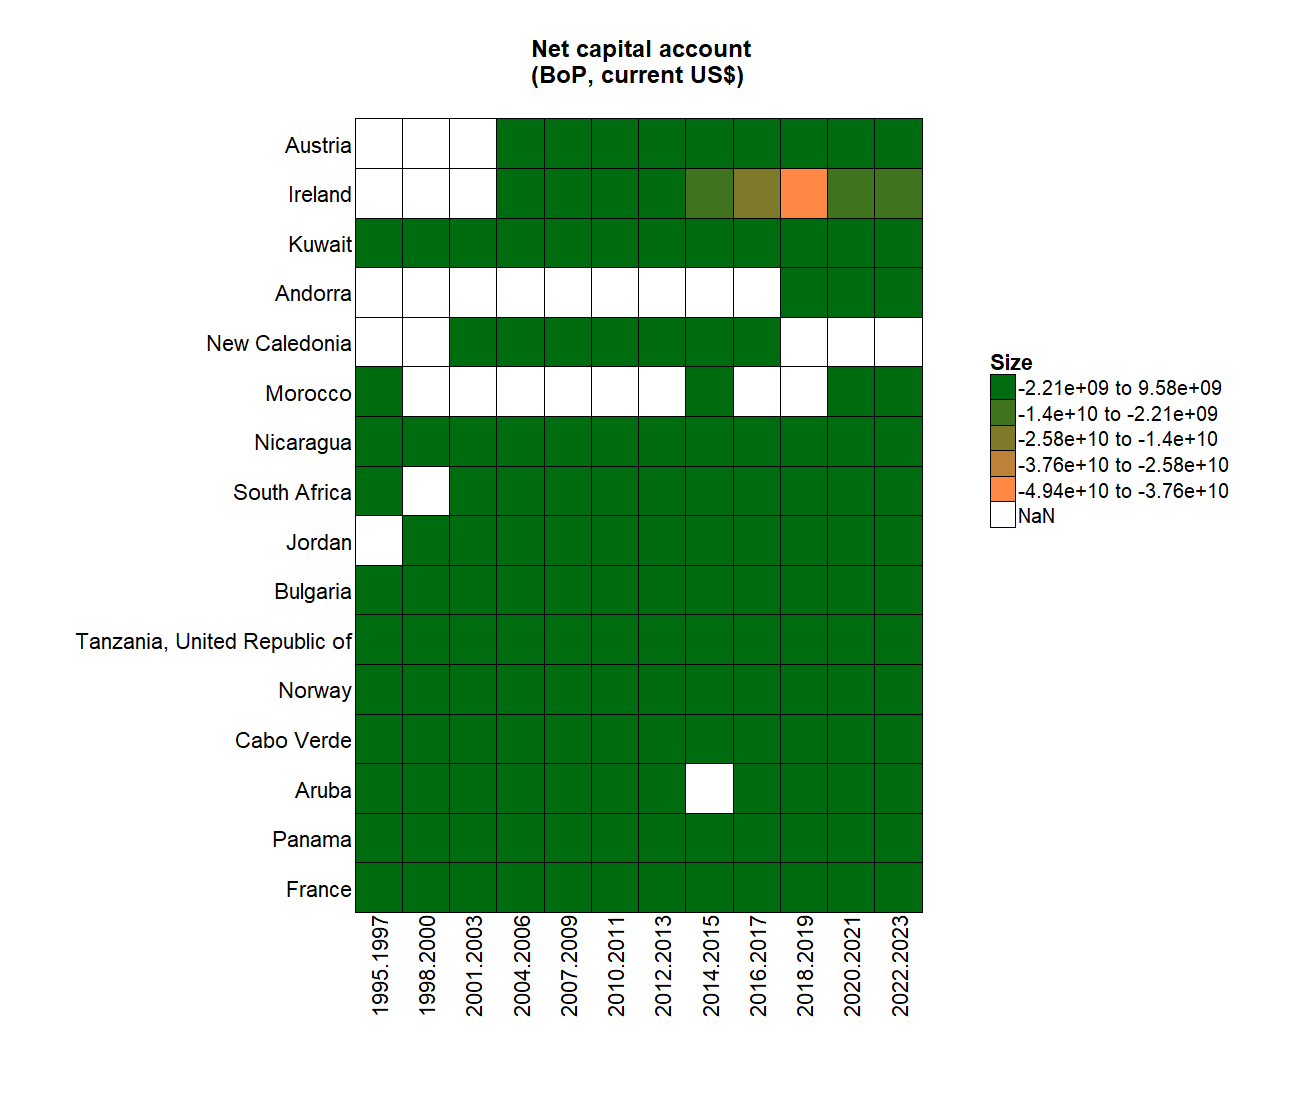 Net capital account
(BoP, current US$)
Austria
Ireland
Kuwait
Andorra
New Caledonia
Morocco
Nicaragua
South Africa
Jordan
Bulgaria
Tanzania, United Republic of
Norway
Cabo Verde
Aruba
Panama
France
1995.1997
1998.2000
2001.2003
2004.2006
2007.2009
2010.2011
2012.2013
2014.2015
2016.2017
2018.2019
2020.2021
2022.2023
Size
-2.21e+09 to 9.58e+09
-1.4e+10 to -2.21e+09
-2.58e+10 to -1.4e+10
-3.76e+10 to -2.58e+10
-4.94e+10 to -3.76e+10
NaN